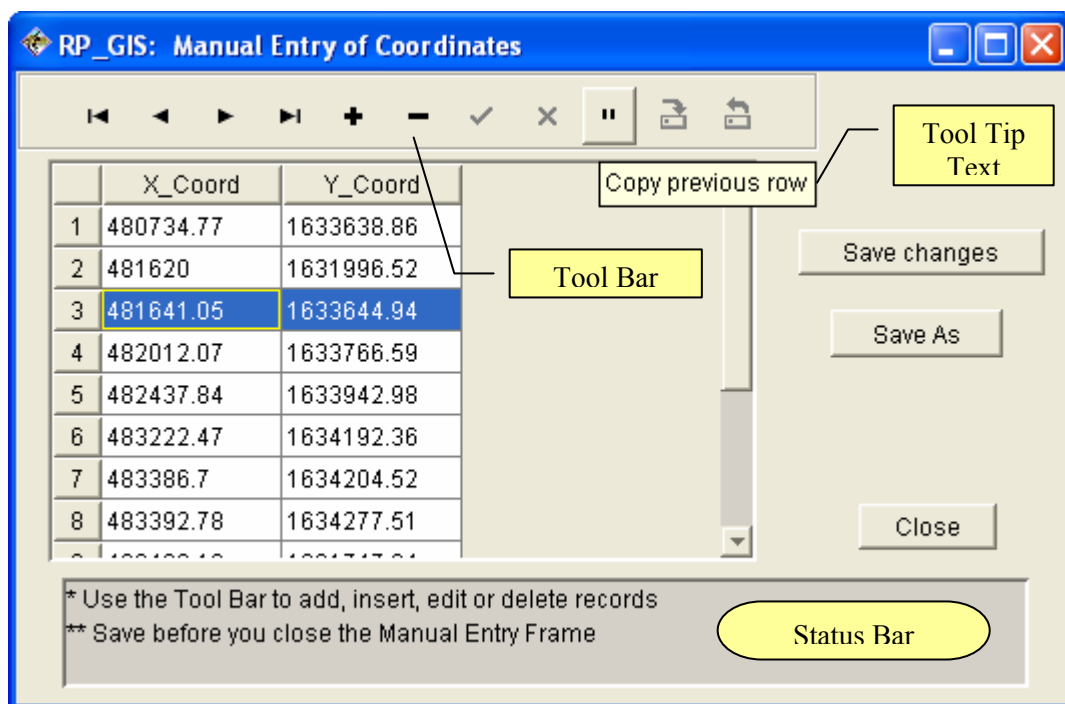 RP_GIS: Manual Entry of Coordinates
Tool Tip
Text
Copy previous row
X_Coord Y_Coord
1 480734.77 1633638.86
2 481620 1631996.52
3 481641.05 1633644.94
4 482012.07 1633766.59
5 482437.84 1633942.98
6 483222.47 1634192.36
7 483386.7 1634204.52
8 483392.78 1634277.51
Tool Bar
Save changes
Save As
Close
* Use the Tool Bar to add, insert, edit or delete records
** Save before you close the Manual Entry Frame
Status Bar